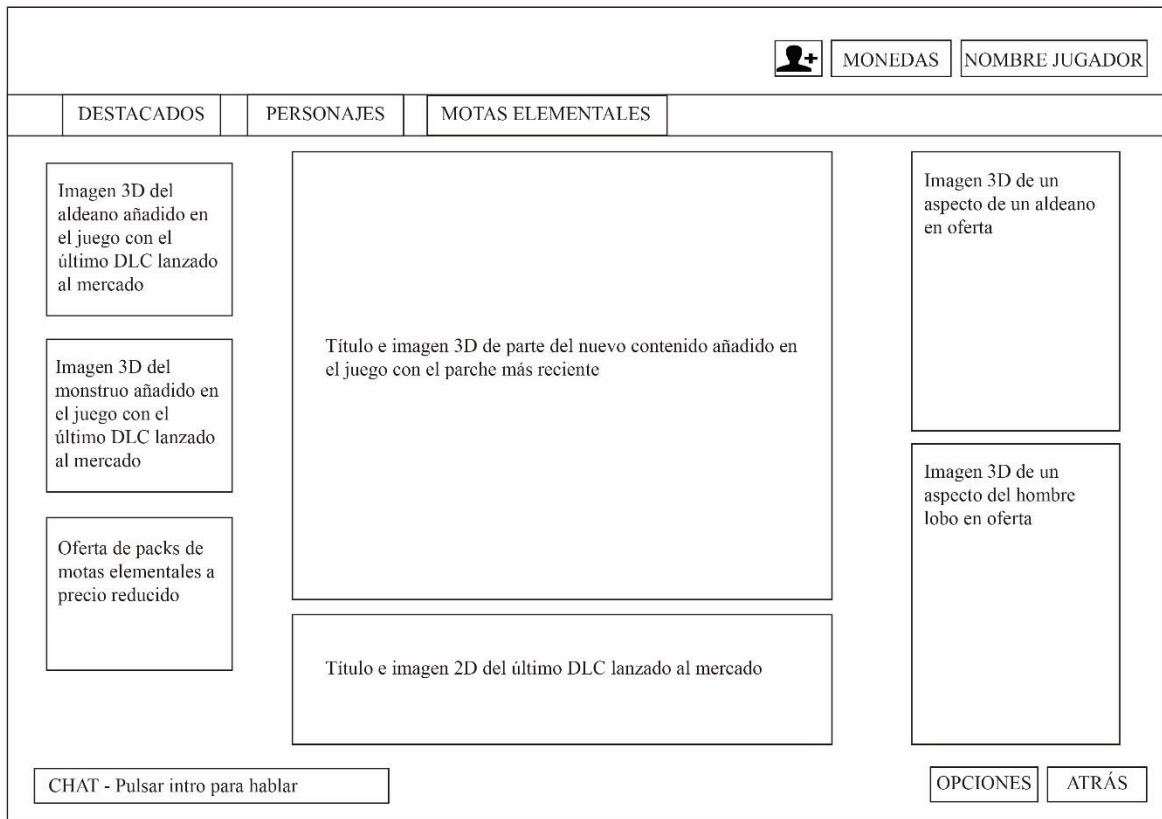 MONEDAS
NOMBRE JUGADOR
DESTACADOS
PERSONAJES
MOTAS ELEMENTALES
Imagen 3D del
aldeano añadido en
el juego con el
último DLC lanzado
al mercado
Imagen 3D del
monstruo añadido en
el juego con el
último DLC lanzado
al mercado
Oferta de packs de
motas elementales a
precio reducido
Título e imagen 3D de parte del nuevo contenido añadido en
el juego con el parche más reciente
Título e imagen 2D del último DLC lanzado al mercado
Imagen 3D de un
aspecto de un aldeano
en oferta
Imagen 3D de un
aspecto del hombre
lobo en oferta
CHAT - Pulsar intro para hablar
OPCIONES
ATRÁS